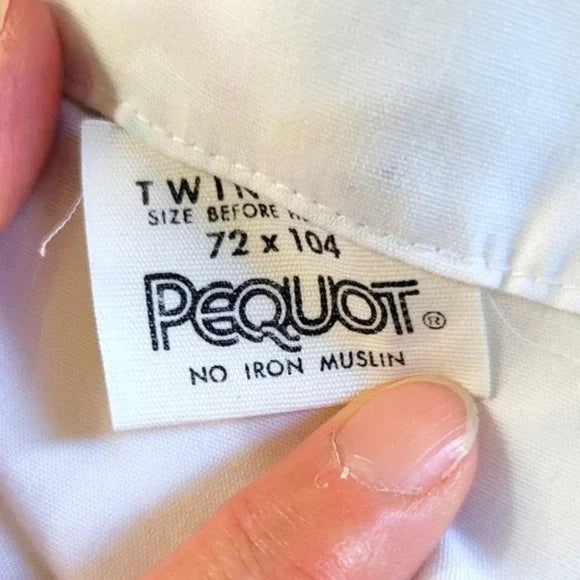 TWIN
SIZE BEFORE
72 x 104
PEQUOT ®
NO IRON MUSLIN